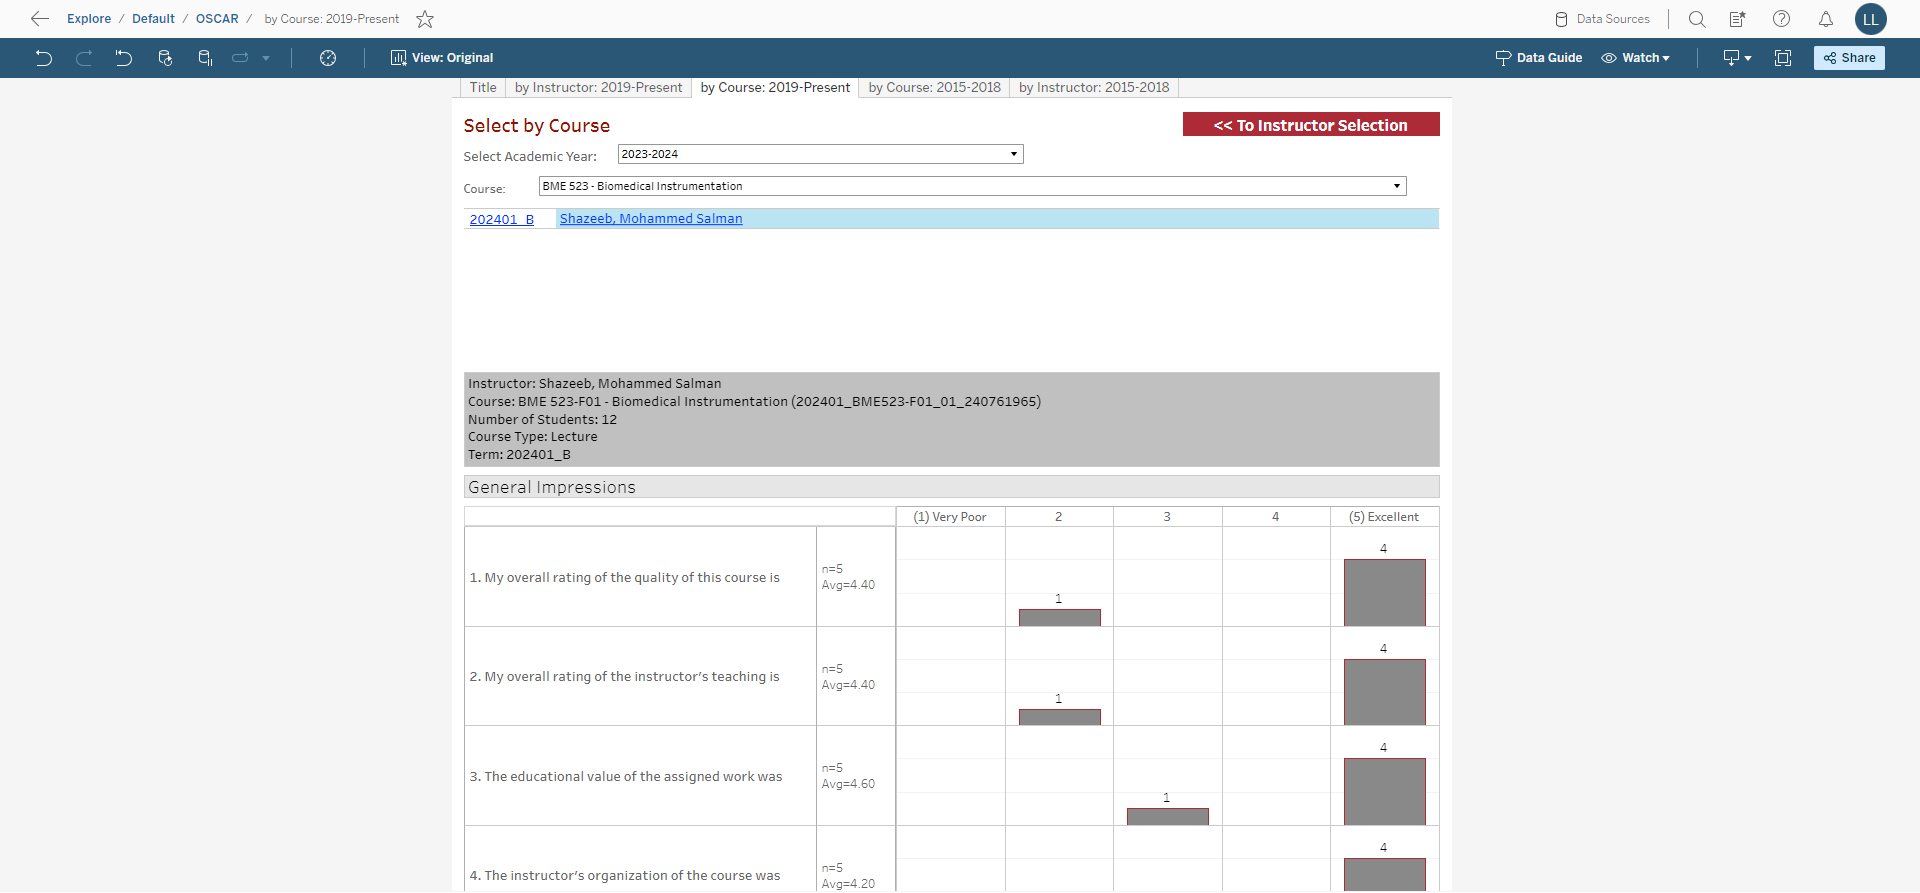 Explore / Default / OSCAR / by Course: 2019-Present
Data Sources
LL
View: Original
Data Guide
Watch
Share
Title
by Instructor: 2019-Present
by Course: 2019-Present
by Course: 2015-2018
by Instructor: 2015-2018
Select by Course
<< To Instructor Selection
Select Academic Year: 2023-2024
Course: BME 523 - Biomedical Instrumentation
202401_B Shazeeb, Mohammed Salman
Instructor: Shazeeb, Mohammed Salman
Course: BME 523-F01 - Biomedical Instrumentation (202401_BME523-F01_01_240761965)
Number of Students: 12
Course Type: Lecture
Term: 202401_B
General Impressions
(1) Very Poor 2 3 4 (5) Excellent
1. My overall rating of the quality of this course is
n=5
Avg=4.40
1
4
2. My overall rating of the instructor's teaching is
n=5
Avg=4.40
1
4
3. The educational value of the assigned work was
n=5
Avg=4.60
1
4
4. The instructor's organization of the course was
n=5
Avg=4.20
4